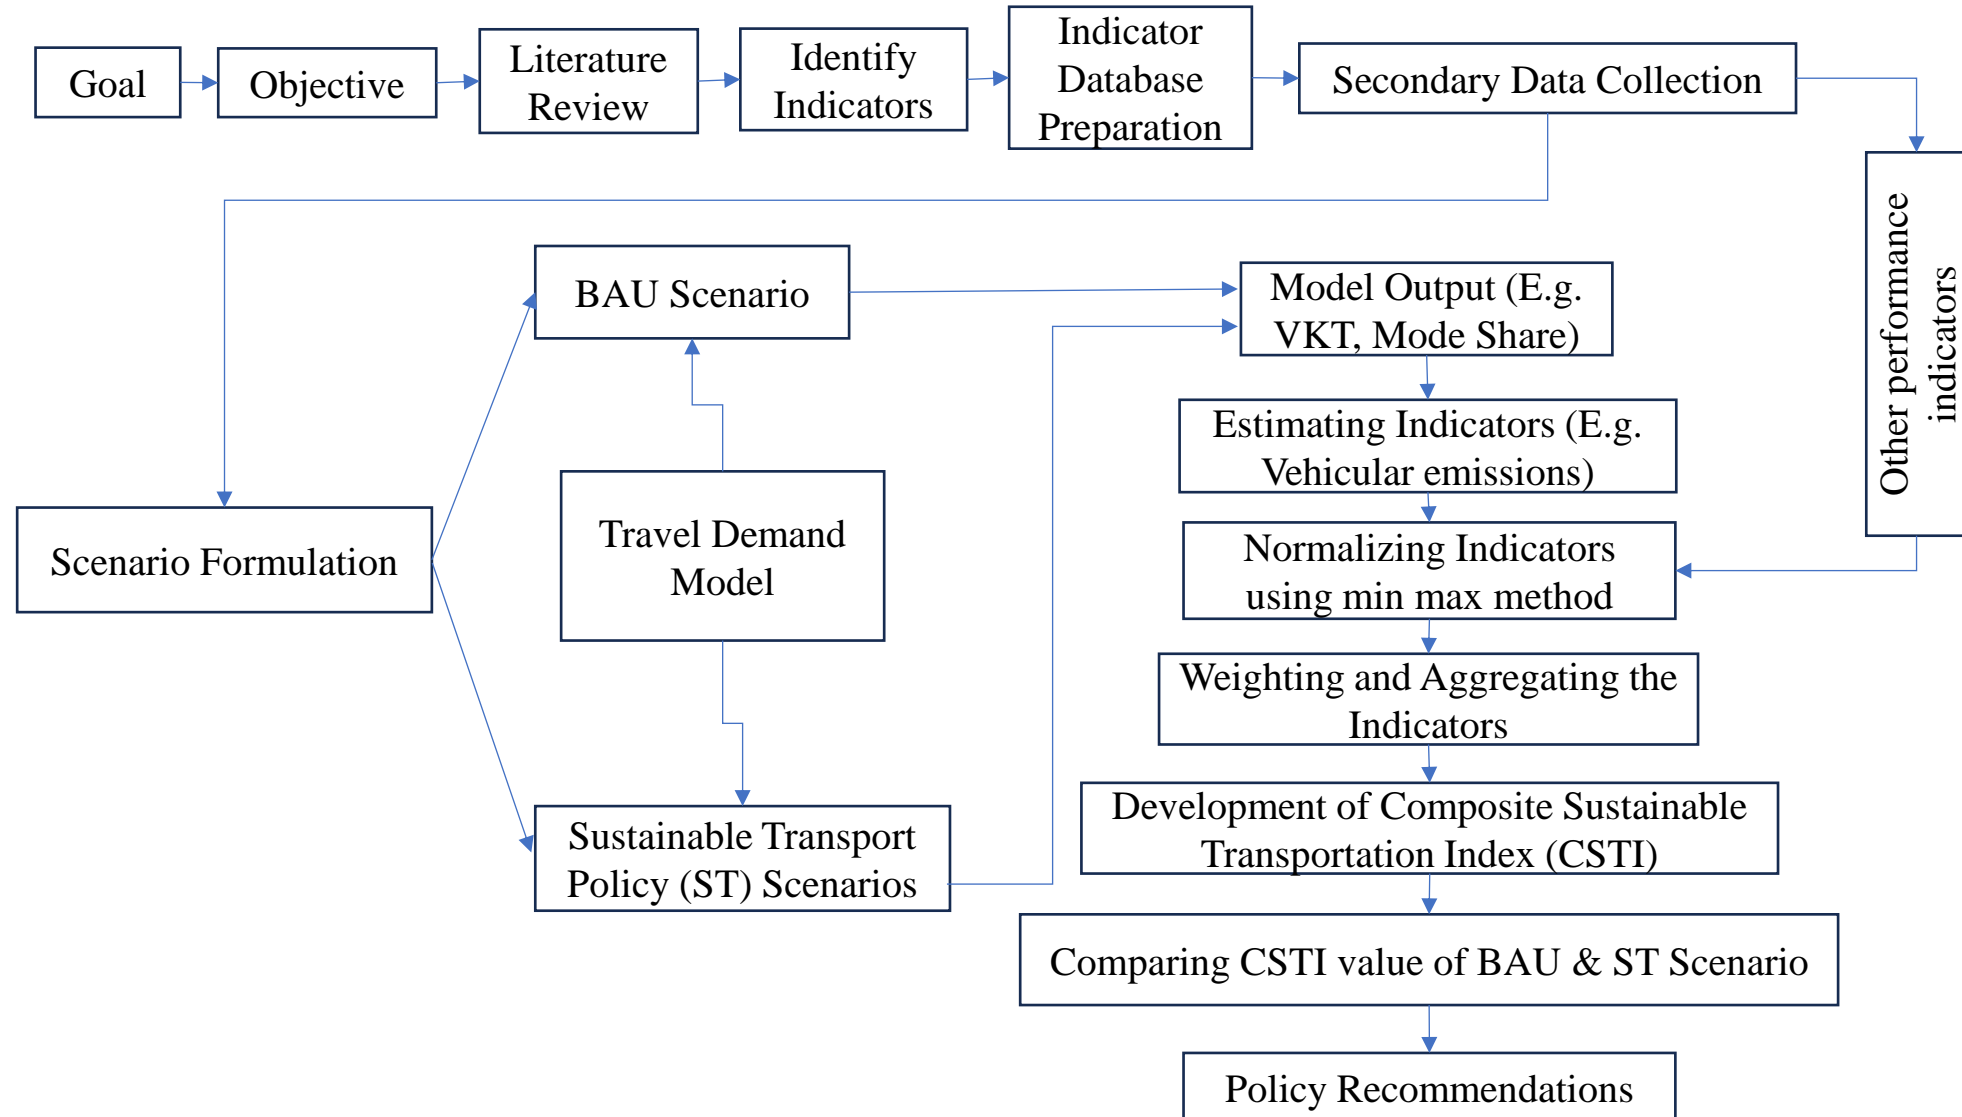 Goal
Objective
Literature
Review
Identify
Indicators
Indicator
Database
Preparation
Secondary Data Collection
Other performance
indicators
BAU Scenario
Model Output (E.g.
VKT, Mode Share)
Estimating Indicators (E.g.
Vehicular emissions)
Scenario Formulation
Travel Demand
Model
Normalizing Indicators
using min max method
Weighting and Aggregating the
Indicators
Sustainable Transport
Policy (ST) Scenarios
Development of Composite Sustainable
Transportation Index (CSTI)
Comparing CSTI value of BAU & ST Scenario
Policy Recommendations